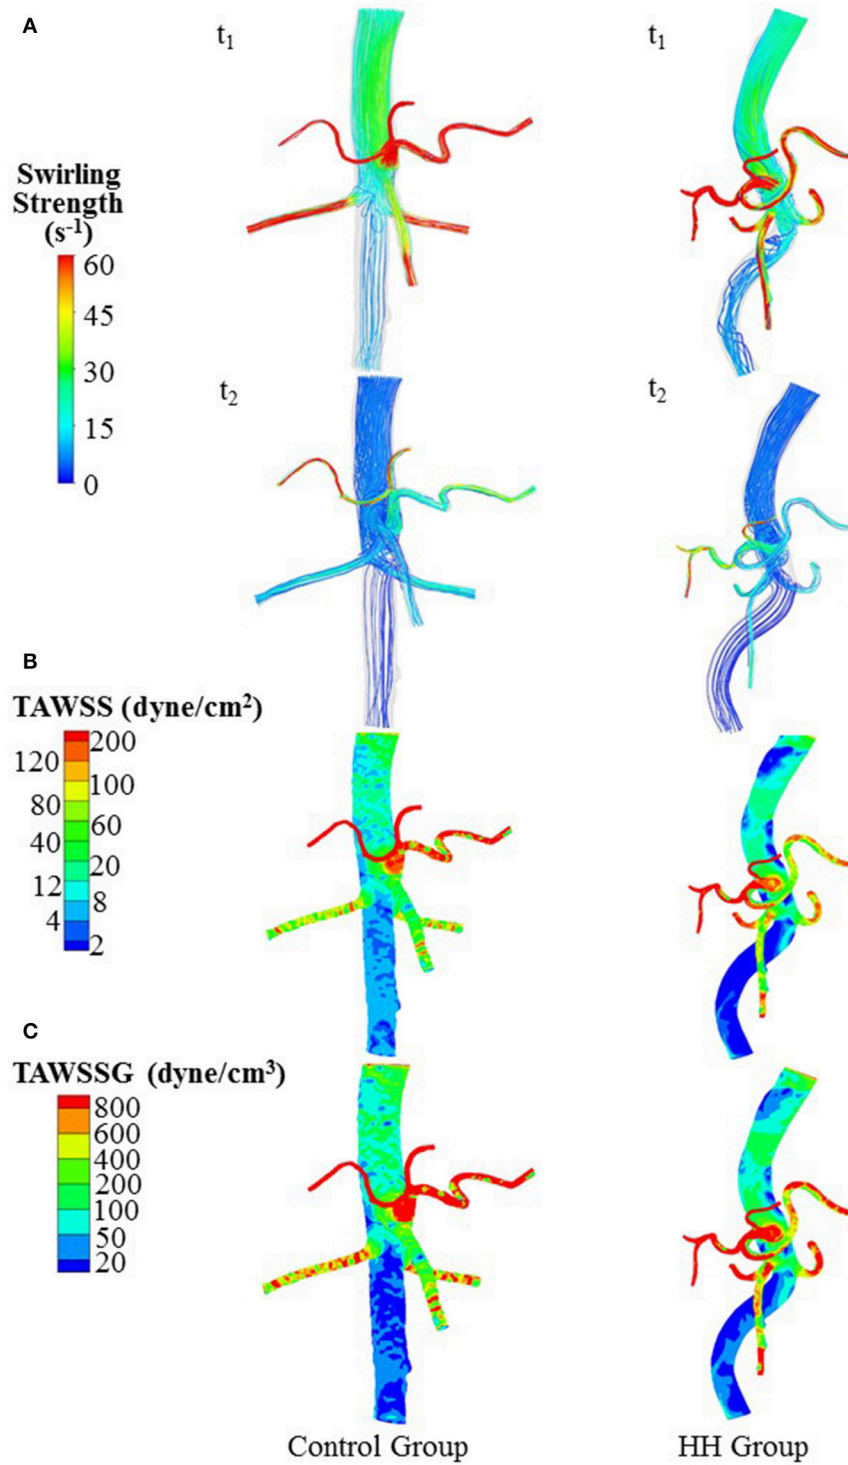 A
t1
t1
Swirling
Strength
(s-1)
60
45
30
15
0
t2
t2
B
TAWSS (dyne/cm2)
200
120
100
80
60
40
20
12
8
4
2
C
TAWSSG (dyne/cm3)
800
600
400
200
100
50
20
Control Group
HH Group